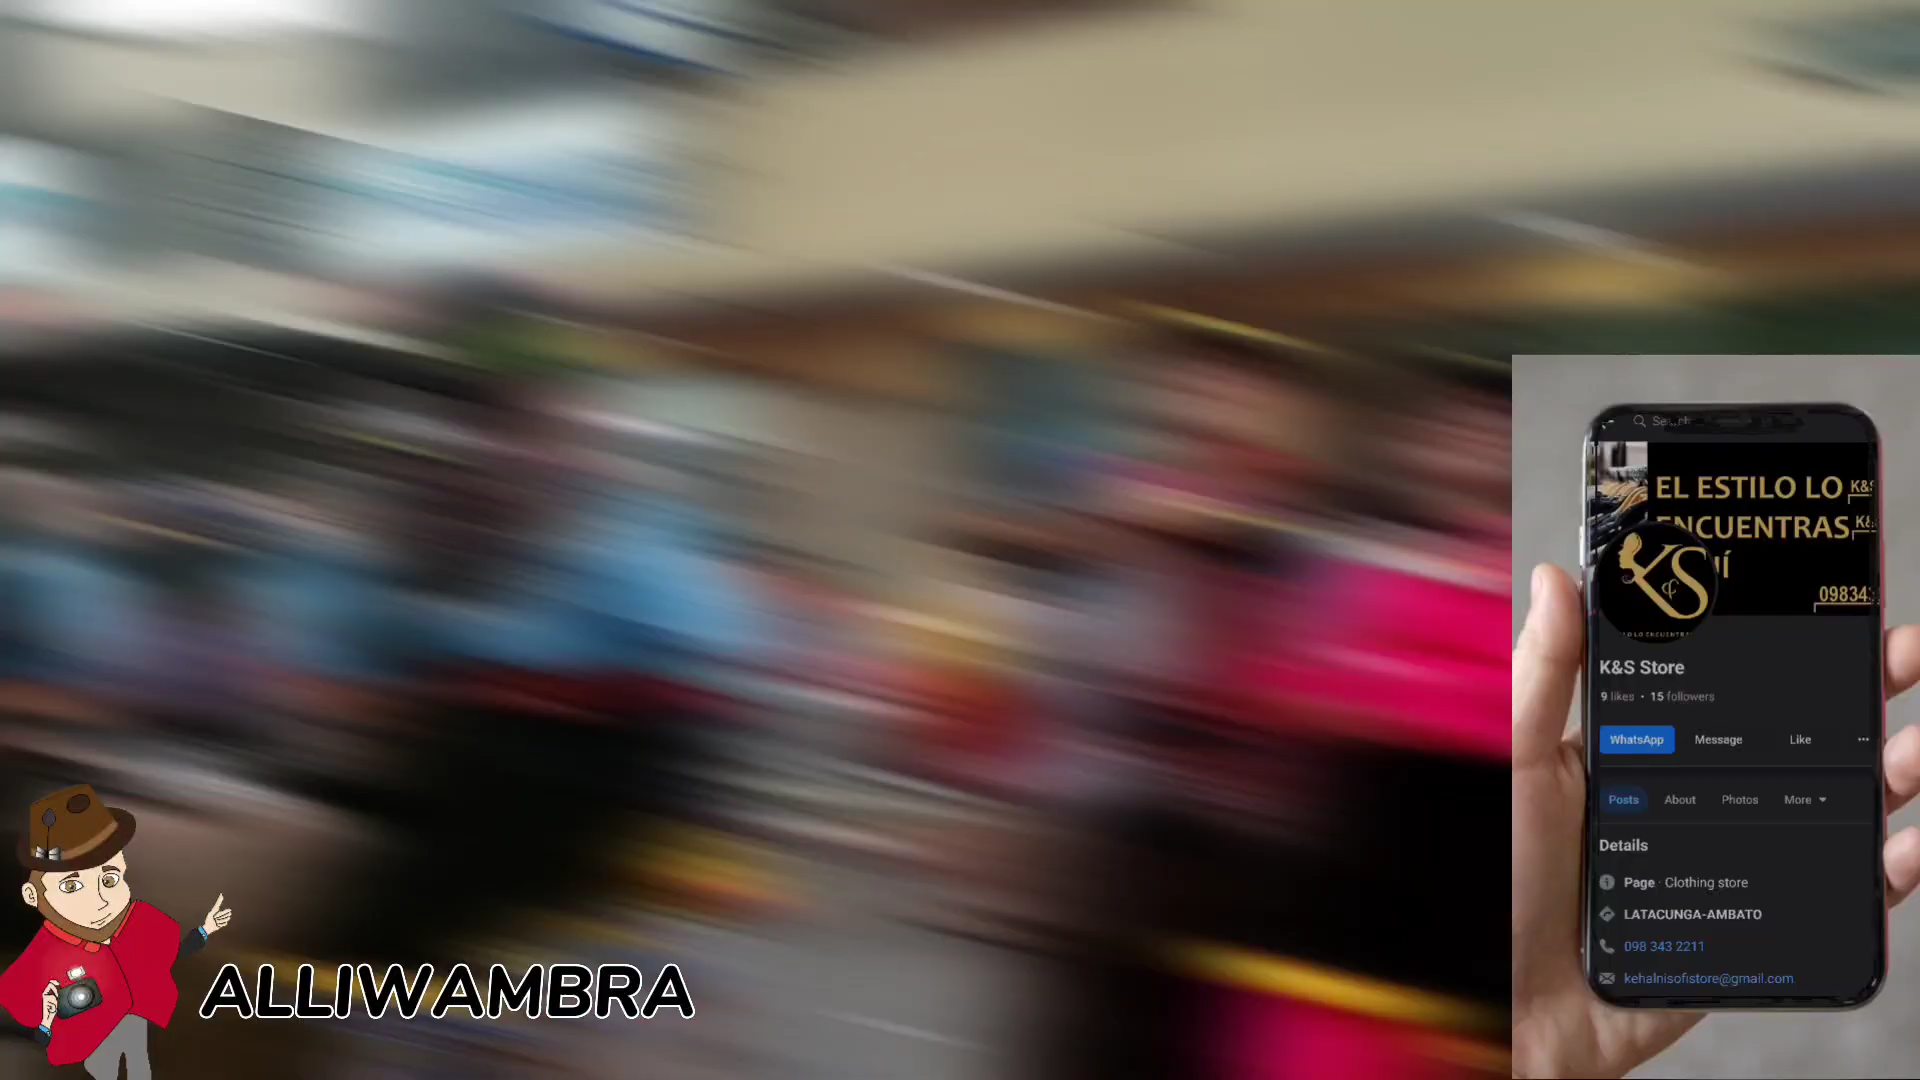 EL ESTILO LO
ENCUENTRAS
K&S
K&S Store
9 likes • 15 followers
WhatsApp
Message
Like
Posts
About
Photos
More
Details
Page · Clothing store
LATACUNGA-AMBATO
098 343 2211
kehalnisofistore@gmail.com
ALLIWAMBRA